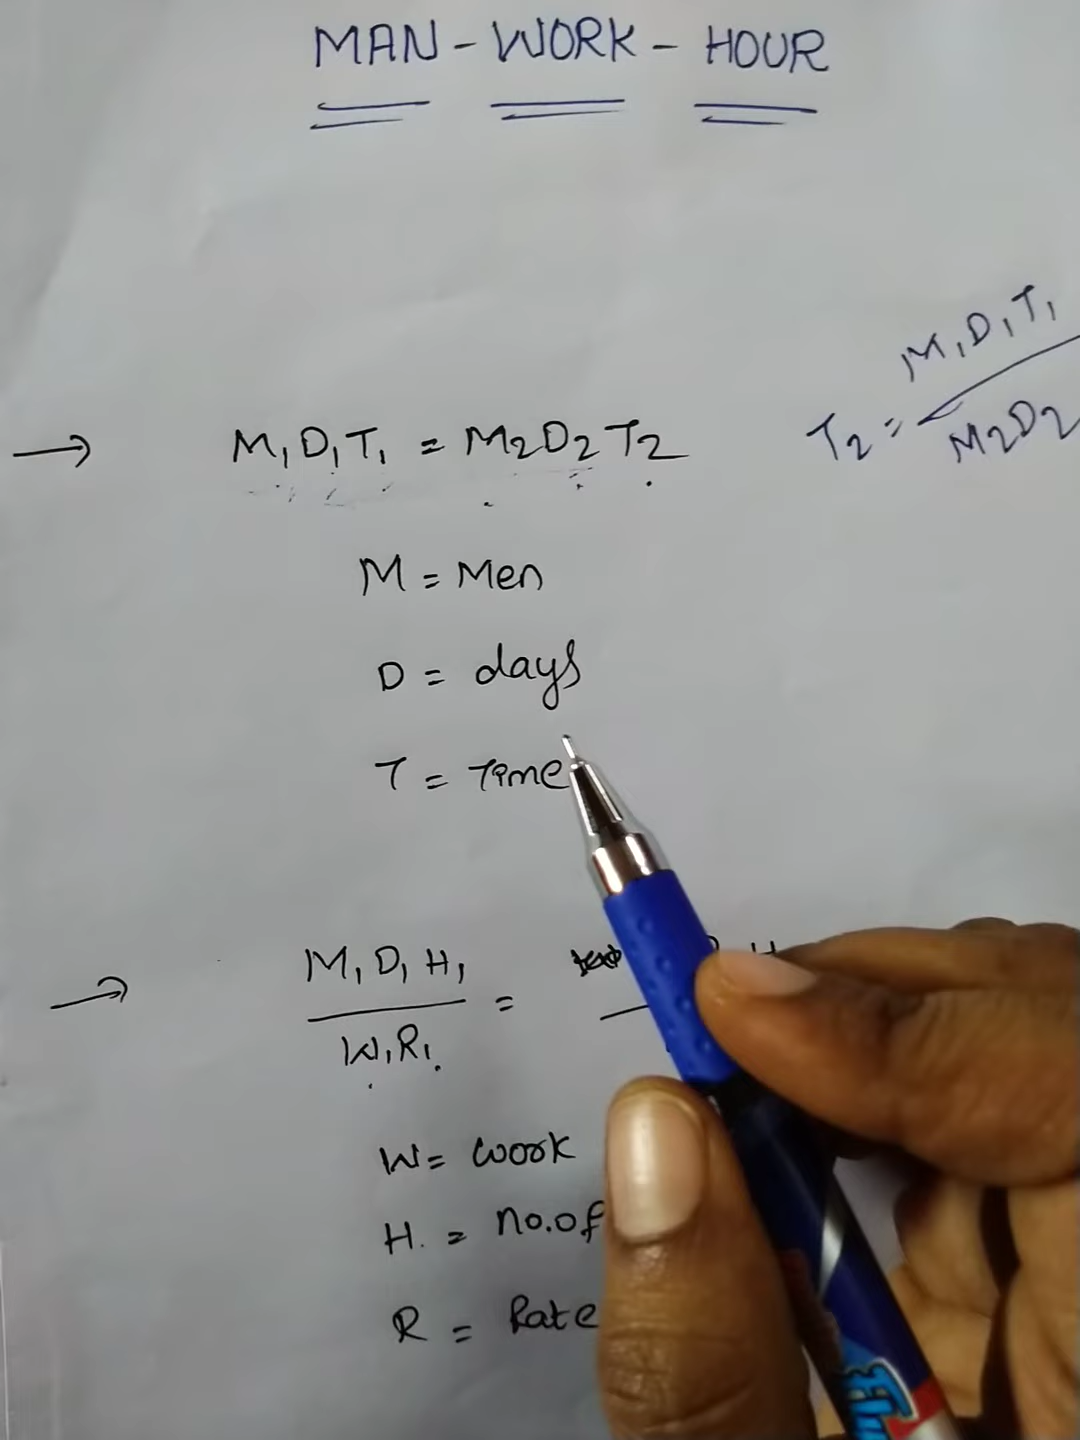 MAN - WORK - HOUR
M₁D₁T₁ = M₂D₂T₂
T₂ = M₁D₁T₁ / M₂D₂
M = Men
D = days
T = Time
M₁D₁H₁ / W₁R₁ =
W = work
H. = no.of
R = Rate